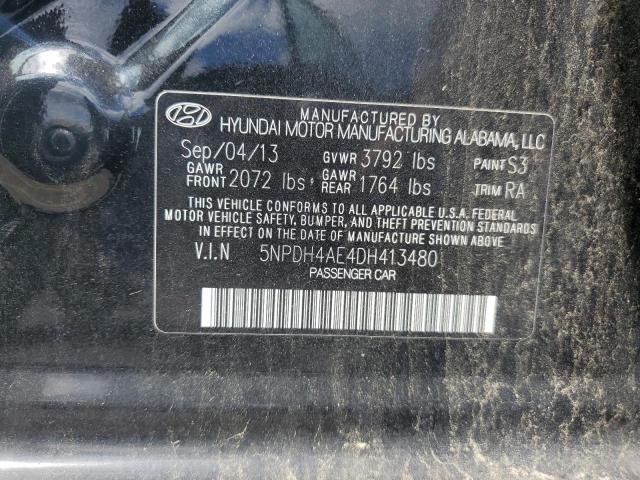 MANUFACTURED BY
HYUNDAI MOTOR MANUFACTURING ALABAMA, LLC
Sep/04/13 GVWR 3792 lbs PAINT S3
GAWR FRONT 2072 lbs, GAWR REAR 1764 lbs TRIM RA
THIS VEHICLE CONFORMS TO ALL APPLICABLE U.S.A. FEDERAL
MOTOR VEHICLE SAFETY, BUMPER, AND THEFT PREVENTION STANDARDS
IN EFFECT ON THE DATE OF MANUFACTURE SHOWN ABOVE.
V.I.N 5NPDH4AE4DH413480
PASSENGER CAR